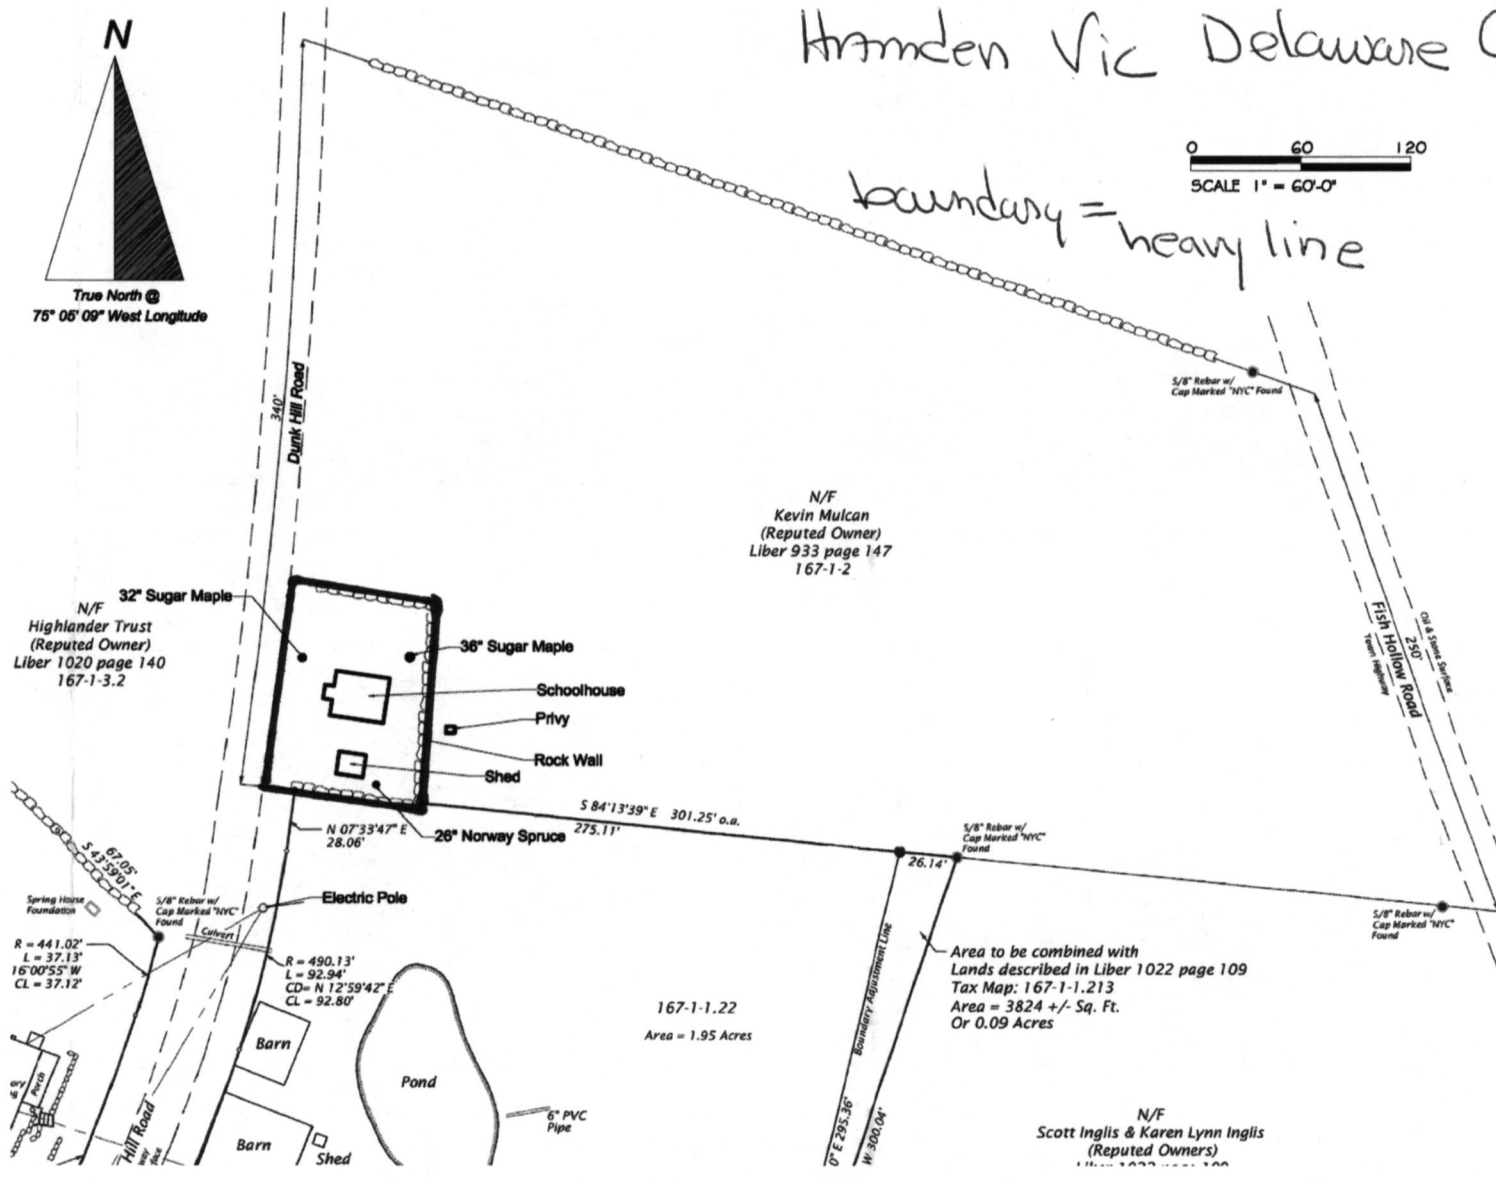 N
Hamden Vic Delaware C
0 60 120
SCALE 1" = 60'-0"
boundary =
heavy line
True North @
75° 05' 09" West Longitude
340'
Dunk Hill Road
5/8" Rebar w/
Cap Marked "NYC" Found
N/F
Kevin Mulcan
(Reputed Owner)
Liber 933 page 147
167-1-2
32" Sugar Maple
N/F
Highlander Trust
(Reputed Owner)
Liber 1020 page 140
167-1-3.2
36" Sugar Maple
Schoolhouse
Privy
Rock Wall
Shed
26" Norway Spruce
Fish Hollow Road
Town Highway
250'
Oil & Stone Surface
S 84°13'39" E 301.25' o.a.
275.11'
N 07°33'47" E
28.06'
5/8" Rebar w/
Cap Marked "NYC"
Found
26.14'
67.05'
S 43°59'01" E
Spring House
Foundation
5/8" Rebar w/
Cap Marked "NYC"
Found
Electric Pole
Culvert
5/8" Rebar w/
Cap Marked "NYC"
Found
R = 441.02'
L = 37.13'
16°00'55" W
CL = 37.12'
R = 490.13'
L = 92.94'
CD= N 12°59'42" E
CL = 92.80'
Boundary Adjustment Line
Area to be combined with
Lands described in Liber 1022 page 109
Tax Map: 167-1-1.213
Area = 3824 +/- Sq. Ft.
Or 0.09 Acres
167-1-1.22
Area = 1.95 Acres
Barn
Pond
Porch
6" PVC
Pipe
0" E 295.36'
W 300.04'
N/F
Scott Inglis & Karen Lynn Inglis
(Reputed Owners)
Hill Road
Barn
Shed